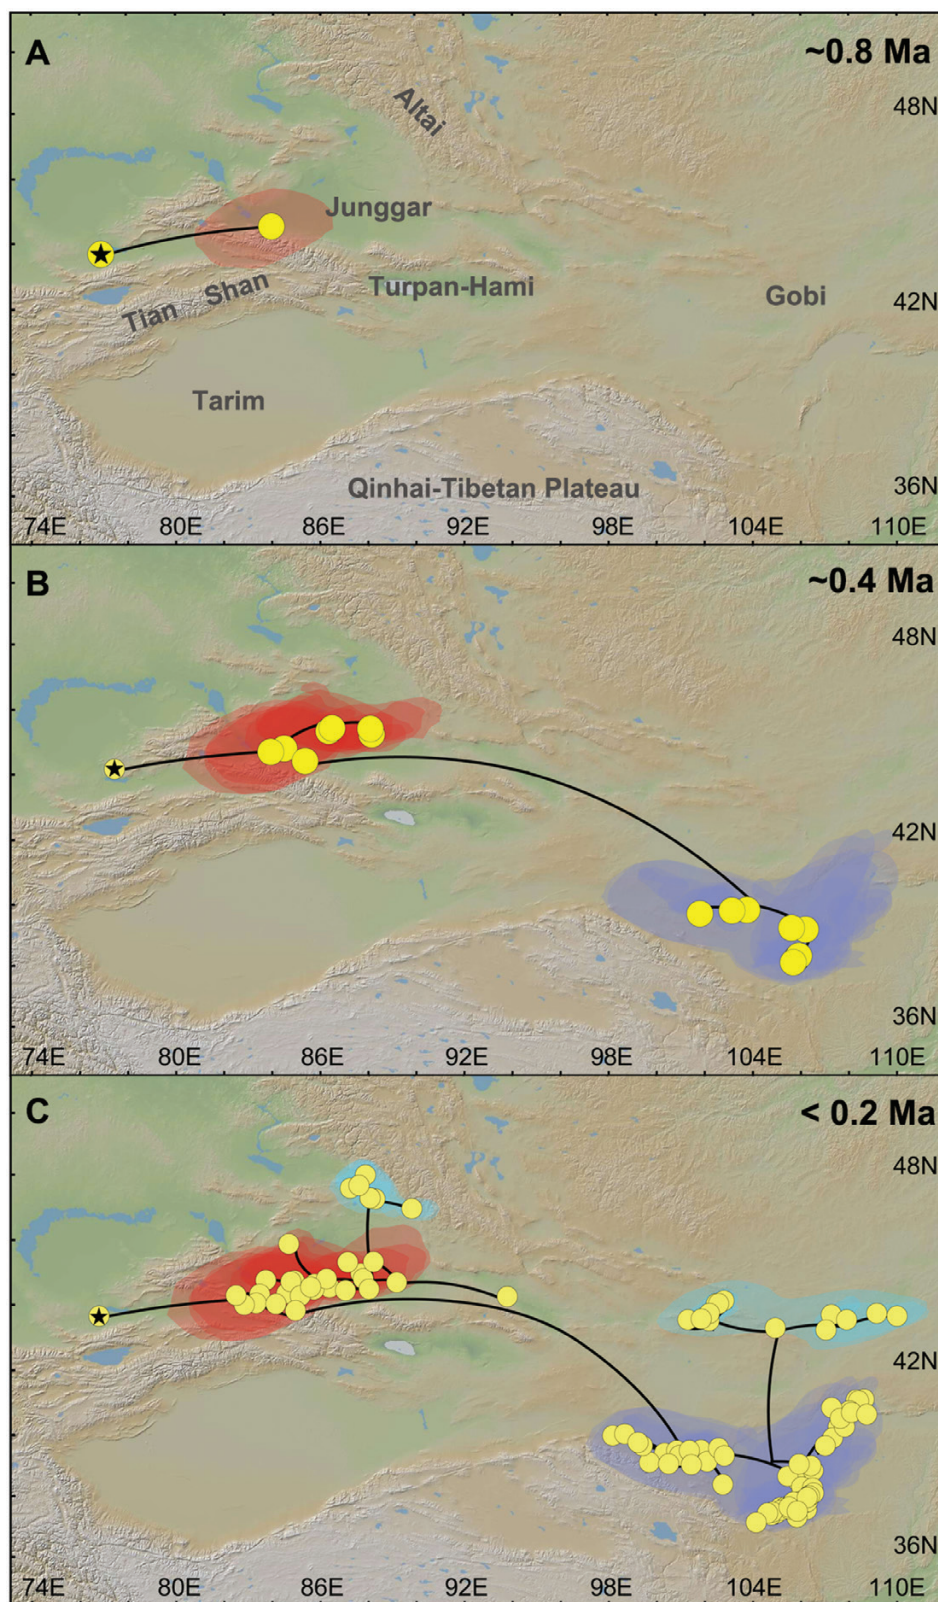 A
~0.8 Ma
Altai
48N
Junggar
Tian Shan
Turpan-Hami
Gobi
42N
Tarim
Qinhai-Tibetan Plateau
36N
74E 80E 86E 92E 98E 104E 110E
B
~0.4 Ma
48N
42N
36N
74E 80E 86E 92E 98E 104E 110E
C
< 0.2 Ma
48N
42N
36N
74E 80E 86E 92E 98E 104E 110E